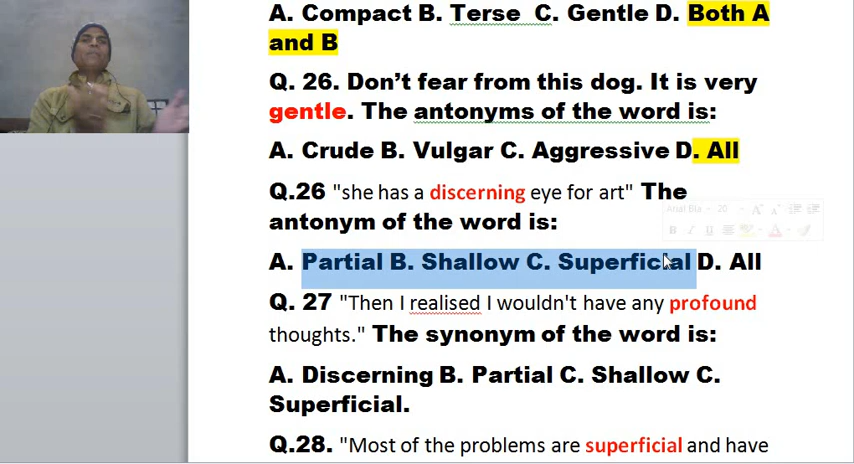 A. Compact B. Terse C. Gentle D. Both A
and B
Q. 26. Don’t fear from this dog. It is very
gentle. The antonyms of the word is:
A. Crude B. Vulgar C. Aggressive D. All
Q.26 "she has a discerning eye for art" The
antonym of the word is:
A. Partial B. Shallow C. Superficial D. All
Q. 27 "Then I realised I wouldn't have any profound
thoughts." The synonym of the word is:
A. Discerning B. Partial C. Shallow C.
Superficial.
Q.28. "Most of the problems are superficial and have